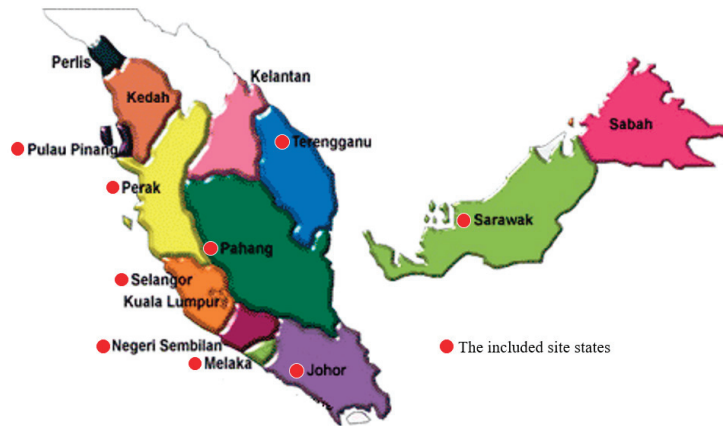 Perlis
Kelantan
Kedah
Sabah
Pulau Pinang
Terengganu
Perak
Sarawak
Pahang
Selangor
Kuala Lumpur
Negeri Sembilan
The included site states
Melaka
Johor